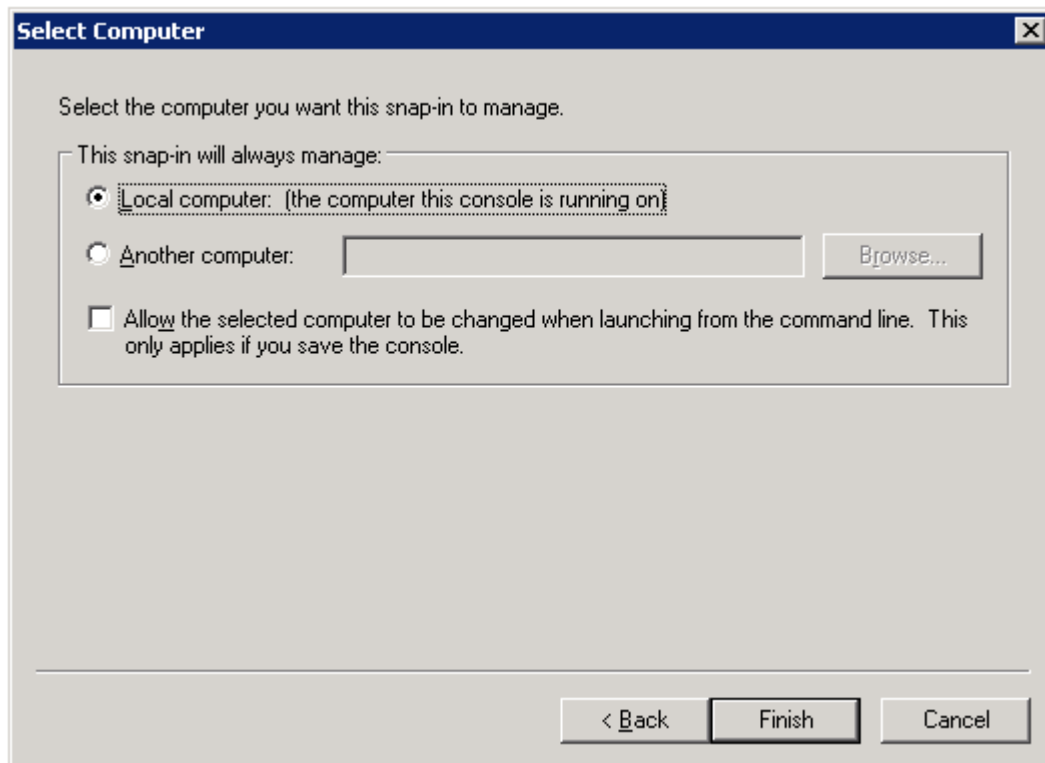 Select Computer
Select the computer you want this snap-in to manage.
This snap-in will always manage:
Local computer:  (the computer this console is running on)
Another computer:
Browse...
Allow the selected computer to be changed when launching from the command line.  This
only applies if you save the console.
< Back
Finish
Cancel